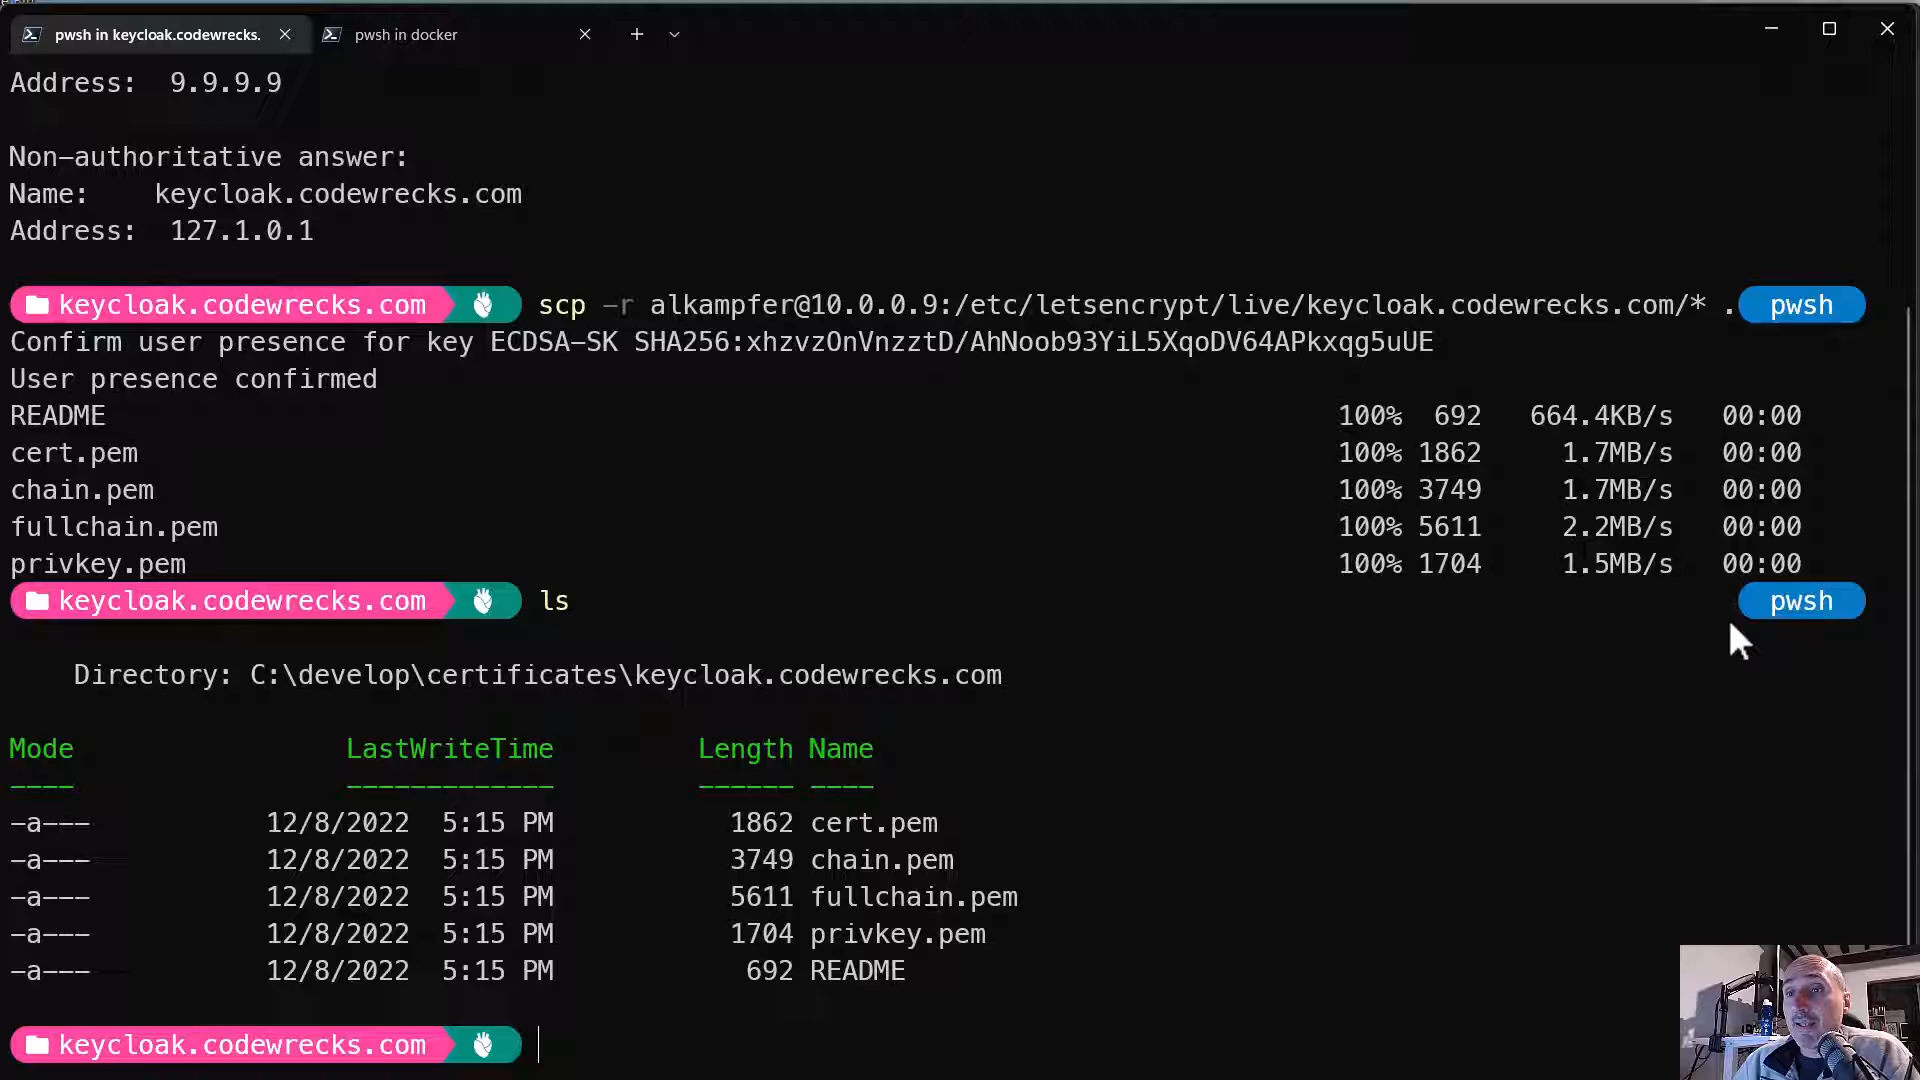 pwsh in keycloak.codewrecks.
pwsh in docker
Address:  9.9.9.9
Non-authoritative answer:
Name:    keycloak.codewrecks.com
Address:  127.1.0.1
keycloak.codewrecks.com scp -r alkampfer@10.0.0.9:/etc/letsencrypt/live/keycloak.codewrecks.com/* . pwsh
Confirm user presence for key ECDSA-SK SHA256:xhzvzOnVnzztD/AhNoob93YiL5XqoDV64APkxqg5uUE
User presence confirmed
README 100% 692 664.4KB/s 00:00
cert.pem 100% 1862 1.7MB/s 00:00
chain.pem 100% 3749 1.7MB/s 00:00
fullchain.pem 100% 5611 2.2MB/s 00:00
privkey.pem 100% 1704 1.5MB/s 00:00
keycloak.codewrecks.com ls pwsh
Directory: C:\develop\certificates\keycloak.codewrecks.com
Mode LastWriteTime Length Name
---- ------------- ------ ----
-a--- 12/8/2022 5:15 PM 1862 cert.pem
-a--- 12/8/2022 5:15 PM 3749 chain.pem
-a--- 12/8/2022 5:15 PM 5611 fullchain.pem
-a--- 12/8/2022 5:15 PM 1704 privkey.pem
-a--- 12/8/2022 5:15 PM 692 README
keycloak.codewrecks.com